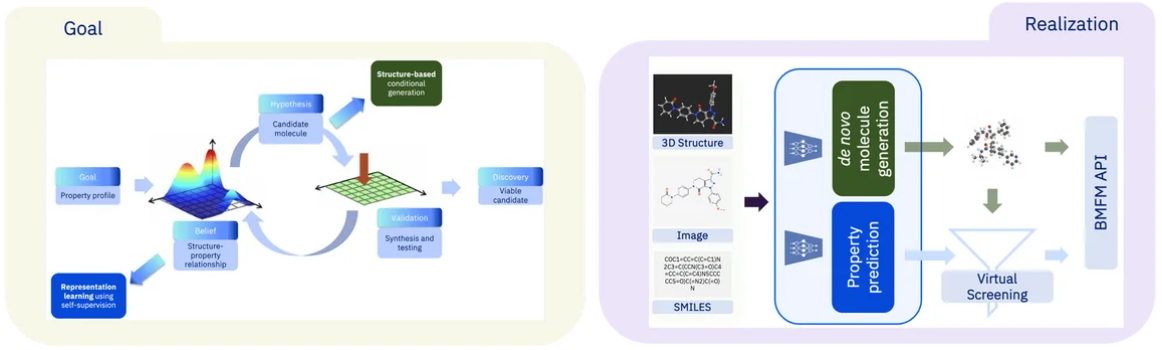 Goal
Structure-based
conditional
generation
Hypothesis
Candidate
molecule
Goal
Property profile
Discovery
Viable
candidate
Validation
Synthesis and
testing
Belief
Structure-
property
relationship
Representation
learning using
self-supervision
Realization
3D Structure
Image
COC1=CC=C(C=C1)N
2C3=C(CCN(C3=O)C4
=CC=C(C=C4)N5CCC
CC5=O)C(=N2)C(=O)
N
SMILES
de novo
molecule
generation
Property
prediction
Virtual
Screening
BMFM API